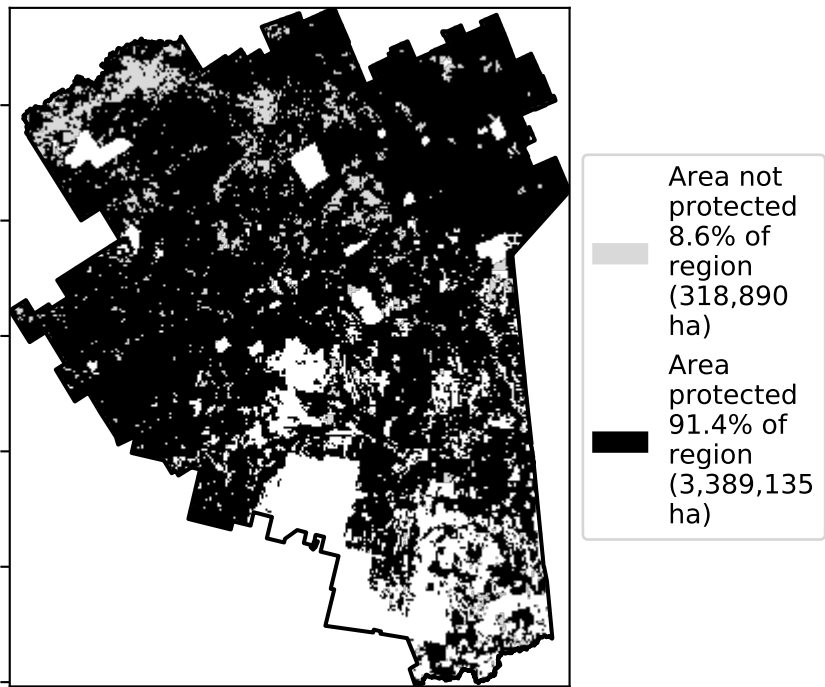 Area not
protected
8.6% of
region
(318,890
ha)
Area
protected
91.4% of
region
(3,389,135
ha)